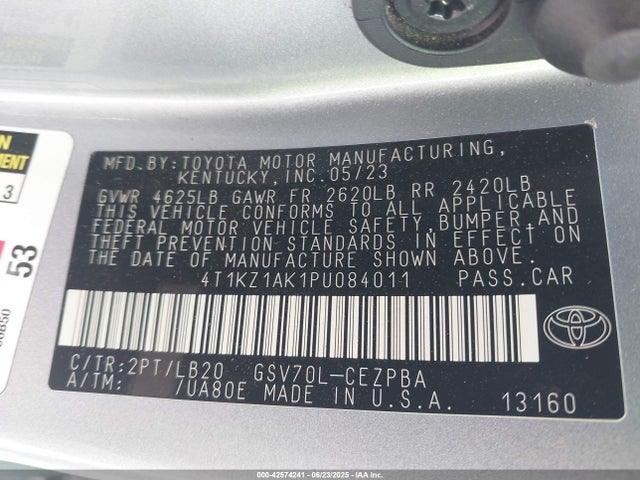 MFD.BY:TOYOTA MOTOR MANUFACTURING,
KENTUCKY,INC.05/23
GVWR 4625LB GAWR FR 2620LB RR 2420LB
THIS VEHICLE CONFORMS TO ALL APPLICABLE
FEDERAL MOTOR VEHICLE SAFETY,BUMPER,AND
THEFT PREVENTION STANDARDS IN EFFECT ON
THE DATE OF MANUFACTURE SHOWN ABOVE.
4T1KZ1AK1PU084011 PASS.CAR
C/TR:2PT/LB20 GSV70L-CEZPBA
A/TM: /UA80E MADE IN U.S.A. 13160
53
000-42574241 - 06/23/2025 - IAA Inc.